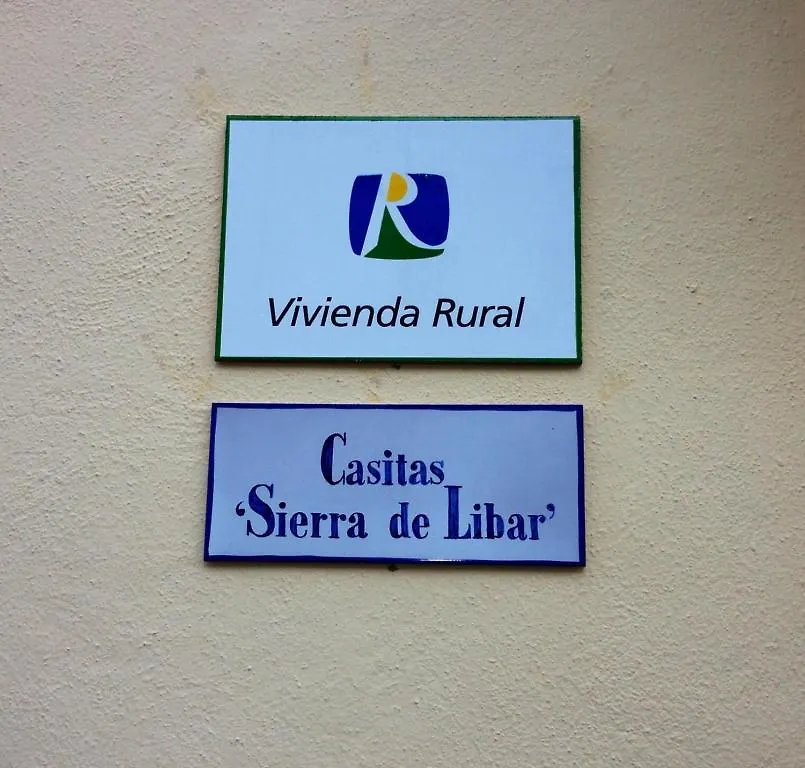 R
Vivienda Rural
Casitas
‘Sierra de Libar’